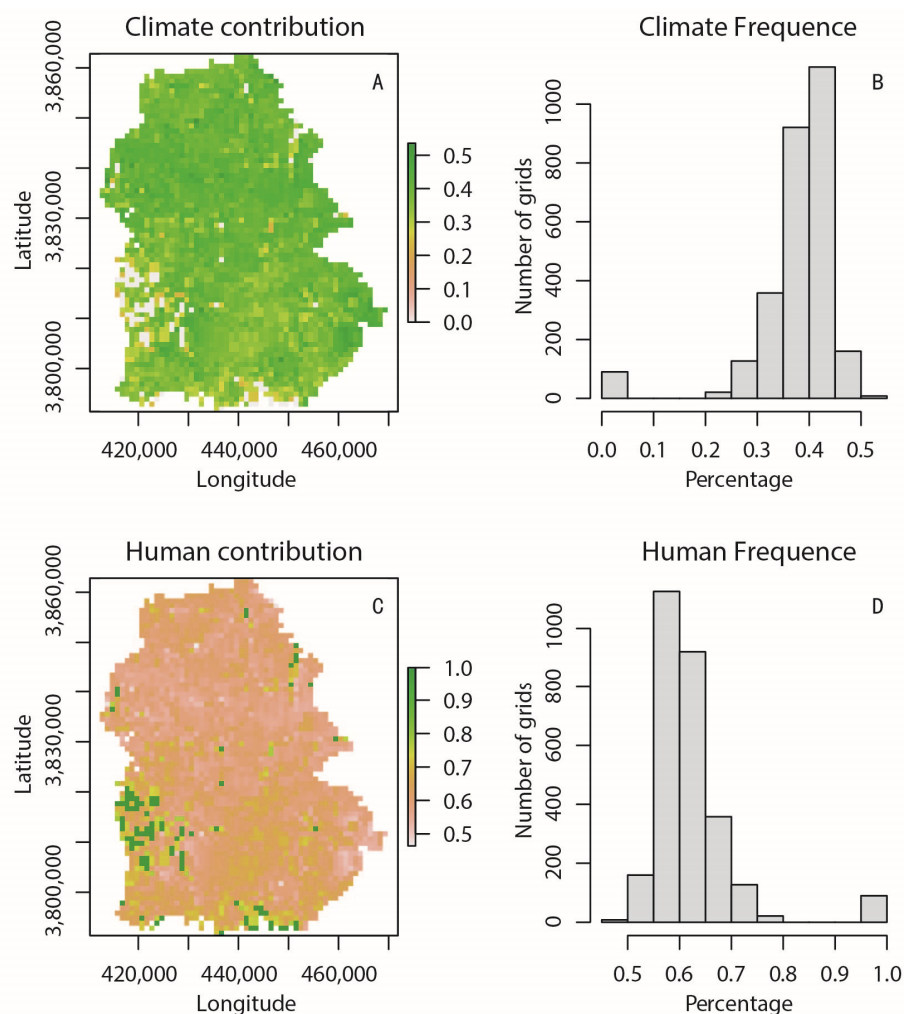 Climate contribution
A
3,860,000
3,830,000
3,800,000
Latitude
420,000 440,000 460,000
Longitude
0.5
0.4
0.3
0.2
0.1
0.0
Climate Frequence
B
1000
800
600
400
200
0
Number of grids
0.0 0.1 0.2 0.3 0.4 0.5
Percentage
Human contribution
C
3,860,000
3,830,000
3,800,000
Latitude
420,000 440,000 460,000
Longitude
1.0
0.9
0.8
0.7
0.6
0.5
Human Frequence
D
1000
800
600
400
200
0
Number of grids
0.5 0.6 0.7 0.8 0.9 1.0
Percentage